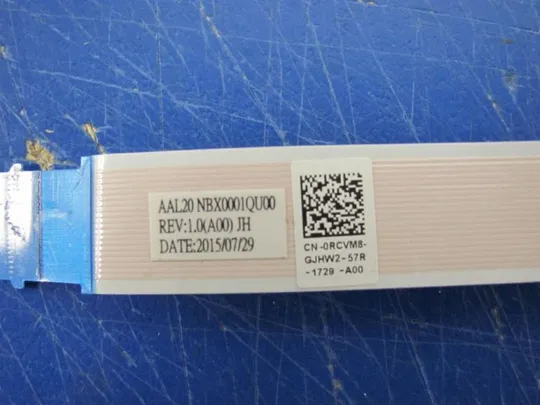 AAL20 NBX0001QU00
REV:1.0(A00) JH
DATE:2015/07/29
CN-0RCVM8-
GJHW2-57R
-1729 -A00